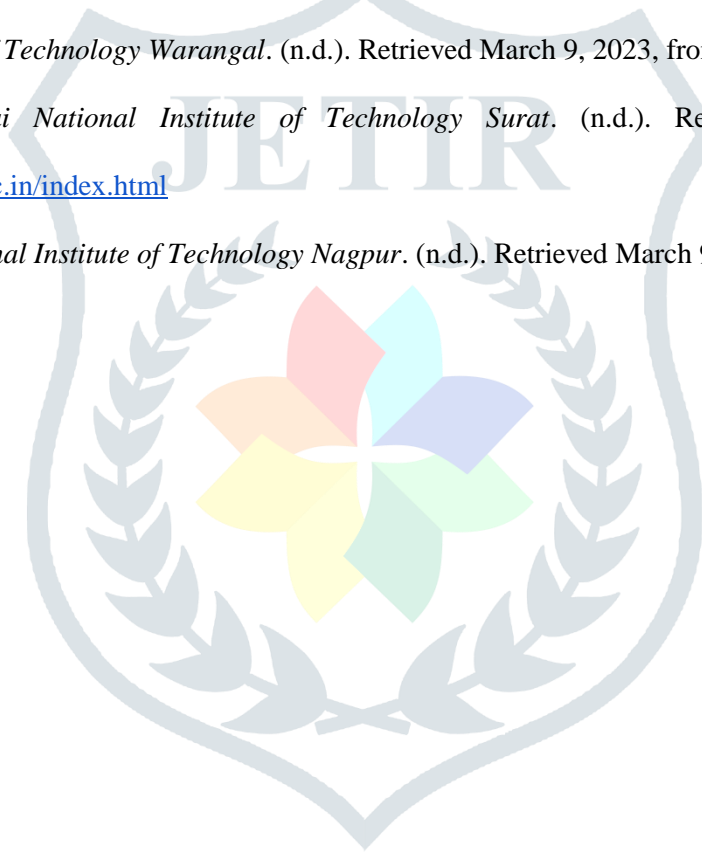 Technology Warangal. (n.d.). Retrieved March 9, 2023, from
JETIR
National Institute of Technology Surat. (n.d.). Re
c.in/index.html
nal Institute of Technology Nagpur. (n.d.). Retrieved March 9